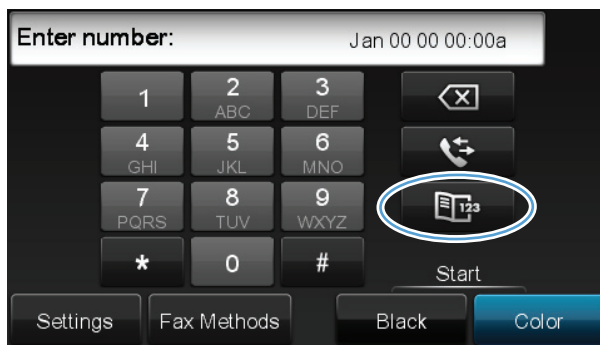 Enter number: Jan 00 00 00:00a
1 2 3
ABC DEF
4 5 6
GHI JKL MNO
7 8 9
PQRS TUV WXYZ
123
* 0 #
Start
Settings Fax Methods Black Color